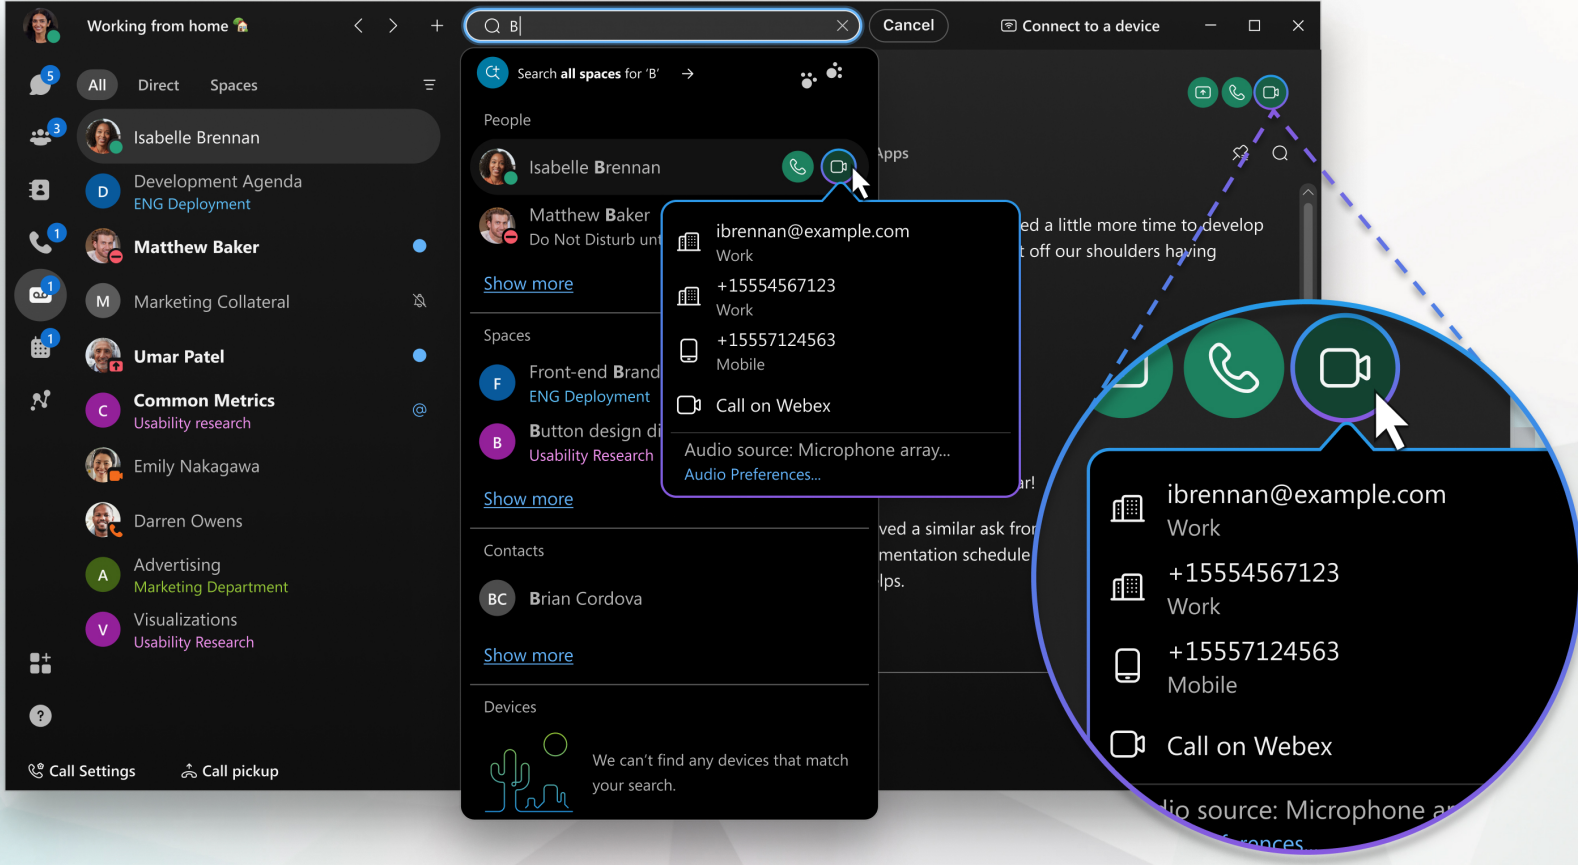 Working from home
B
Cancel
Connect to a device
5
3
1
1
1
All Direct Spaces
Isabelle Brennan
D
Development Agenda
ENG Deployment
Matthew Baker
M
Marketing Collateral
Umar Patel
C
Common Metrics
@
Usability research
Emily Nakagawa
Darren Owens
A
Advertising
Marketing Department
V
Visualizations
Usability Research
?
Call Settings
Call pickup
Search all spaces for 'B'
People
Isabelle Brennan
Matthew Baker
Do Not Disturb unt
Show more
Spaces
F
Front-end Brand
ENG Deployment
B
Button design di
Usability Research
Show more
Contacts
BC
Brian Cordova
Show more
Devices
We can't find any devices that match
your search.
ibrennan@example.com
Work
+15554567123
Work
+15557124563
Mobile
Call on Webex
Audio source: Microphone array...
Audio Preferences...
Apps
ed a little more time to develop
t off our shoulders having
ar!
ved a similar ask fror
mentation schedule
lps.
ibrennan@example.com
Work
+15554567123
Work
+15557124563
Mobile
Call on Webex
dio source: Microphone ar